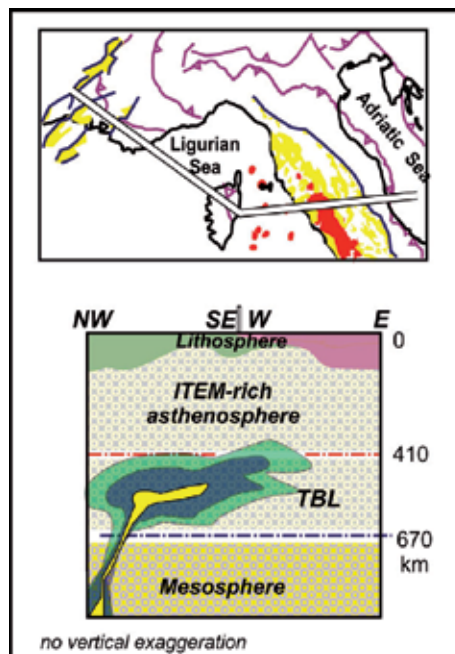 Ligurian
Sea
Adriatic Sea
NW SE W E
Lithosphere
0
ITEM-rich
asthenosphere
410
TBL
670
km
Mesosphere
no vertical exaggeration